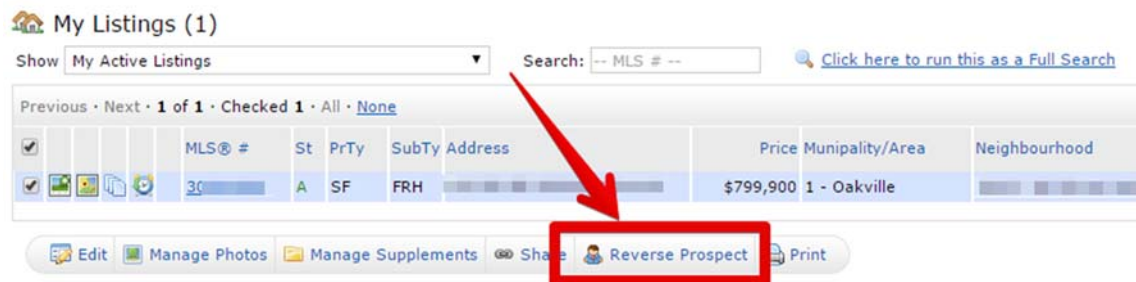 My Listings (1)
Show My Active Listings Search: -- MLS # -- Click here to run this as a Full Search
Previous · Next · 1 of 1 · Checked 1 · All · None
MLS® # St PrTy SubTy Address Price Munipality/Area Neighbourhood
A SF FRH $799,900 1 - Oakville
Edit Manage Photos Manage Supplements Share Reverse Prospect Print